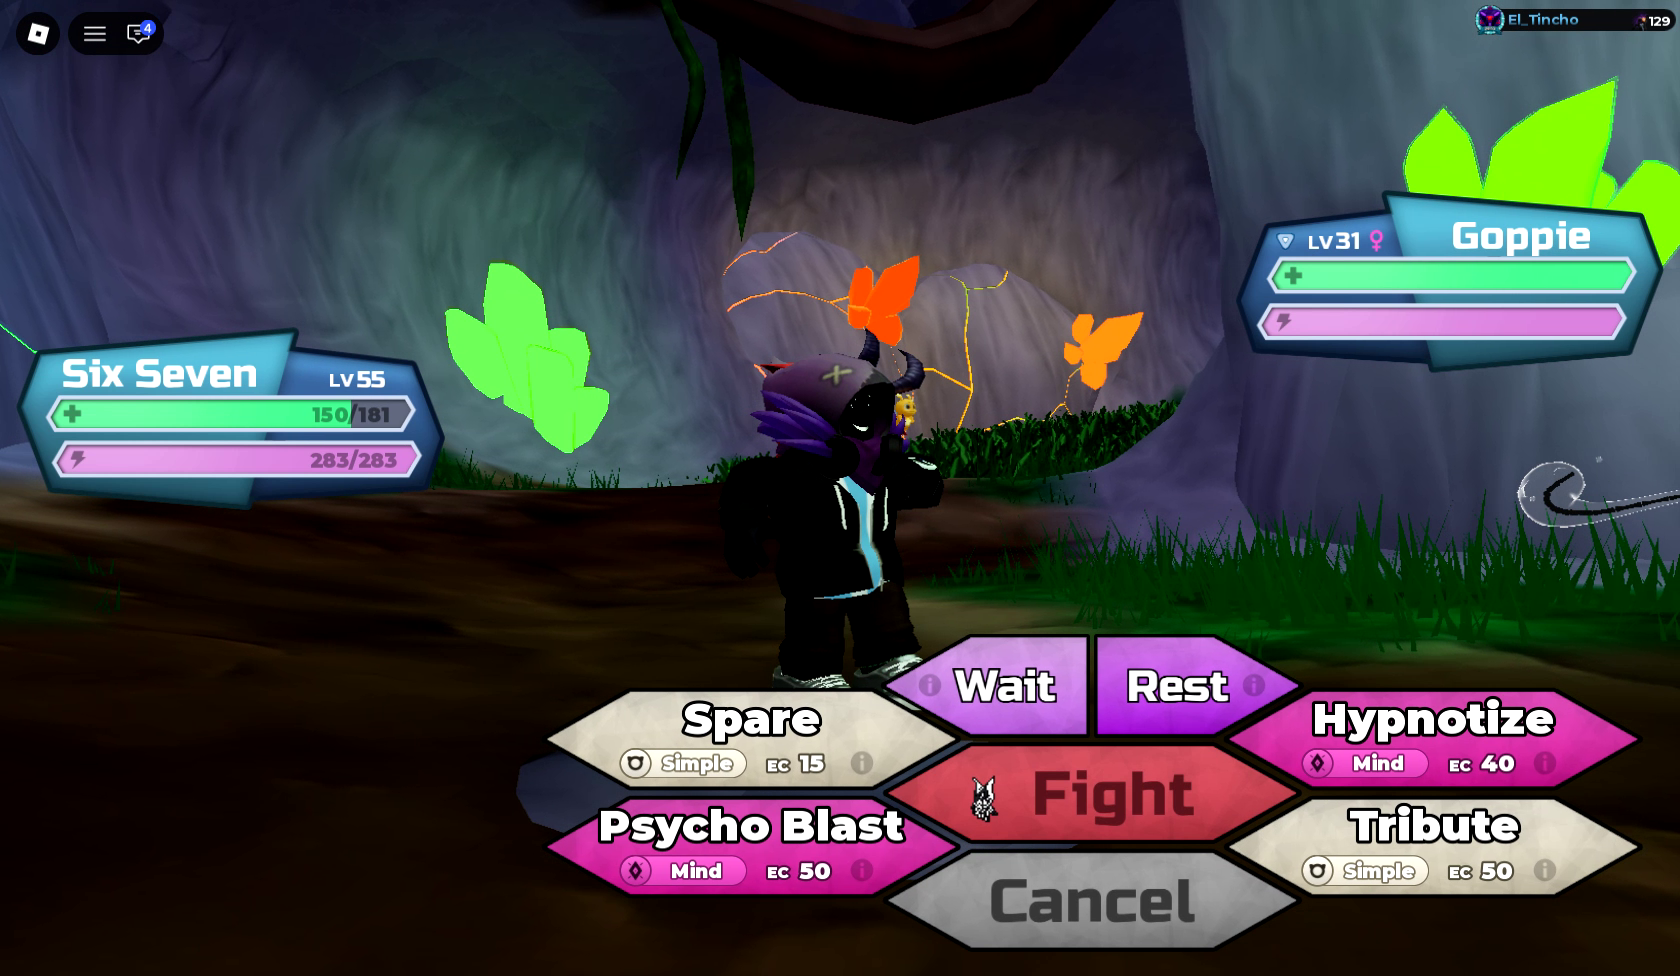 4
El_Tincho
129
LV31
Goppie
Six Seven
LV55
150/181
283/283
Wait
Rest
Spare
Simple
EC 15
Hypnotize
Mind
EC 40
Fight
Psycho Blast
Mind
EC 50
Tribute
Simple
EC 50
Cancel